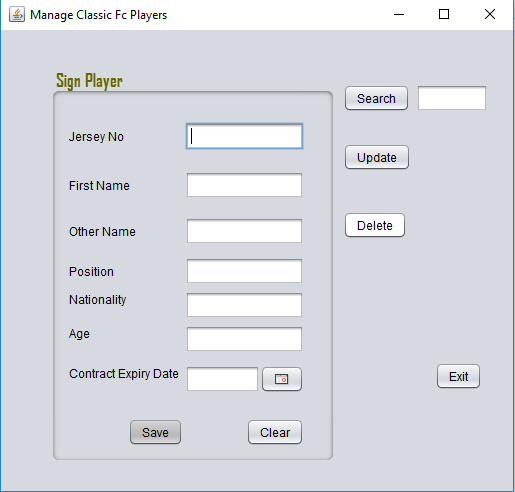 Manage Classic Fc Players
Sign Player
Search
Jersey No
Update
First Name
Delete
Other Name
Position
Nationality
Age
Contract Expiry Date
Exit
Save
Clear